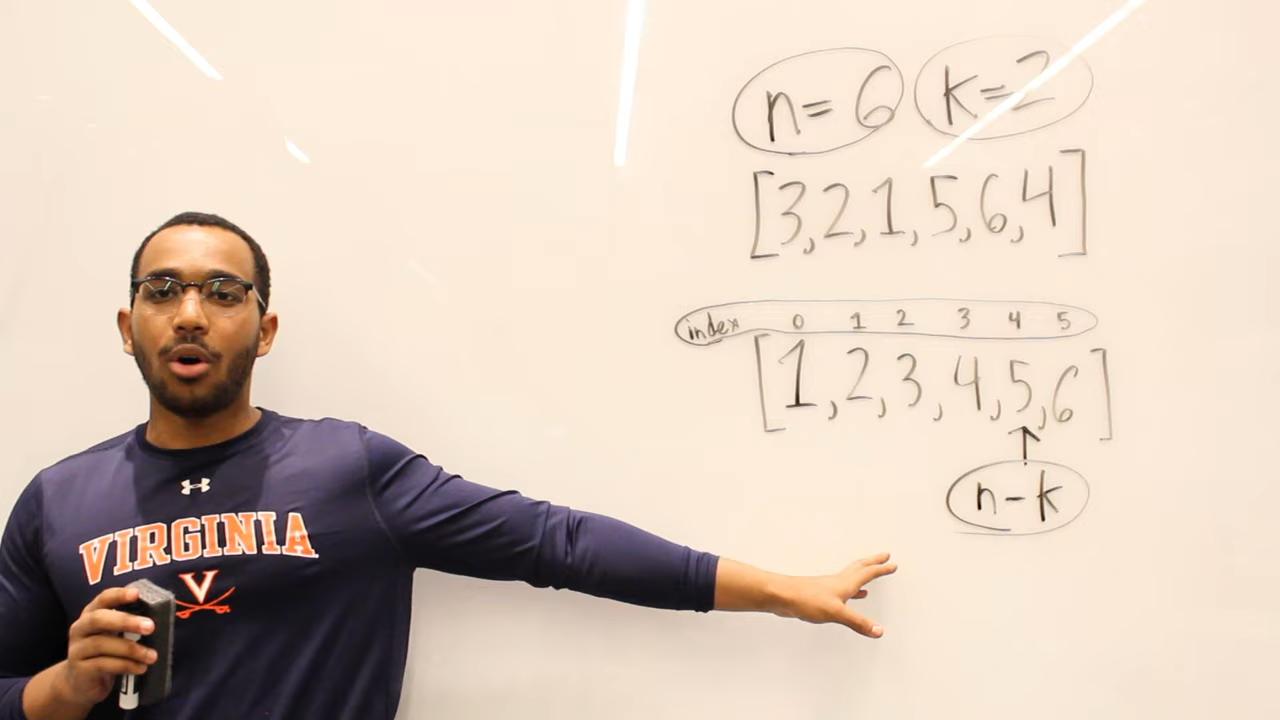 n=6 k=2
[3,2,1,5,6,4]
index 0 1 2 3 4 5
[1,2,3,4,5,6]
↑
n-k
VIRGINIA
V